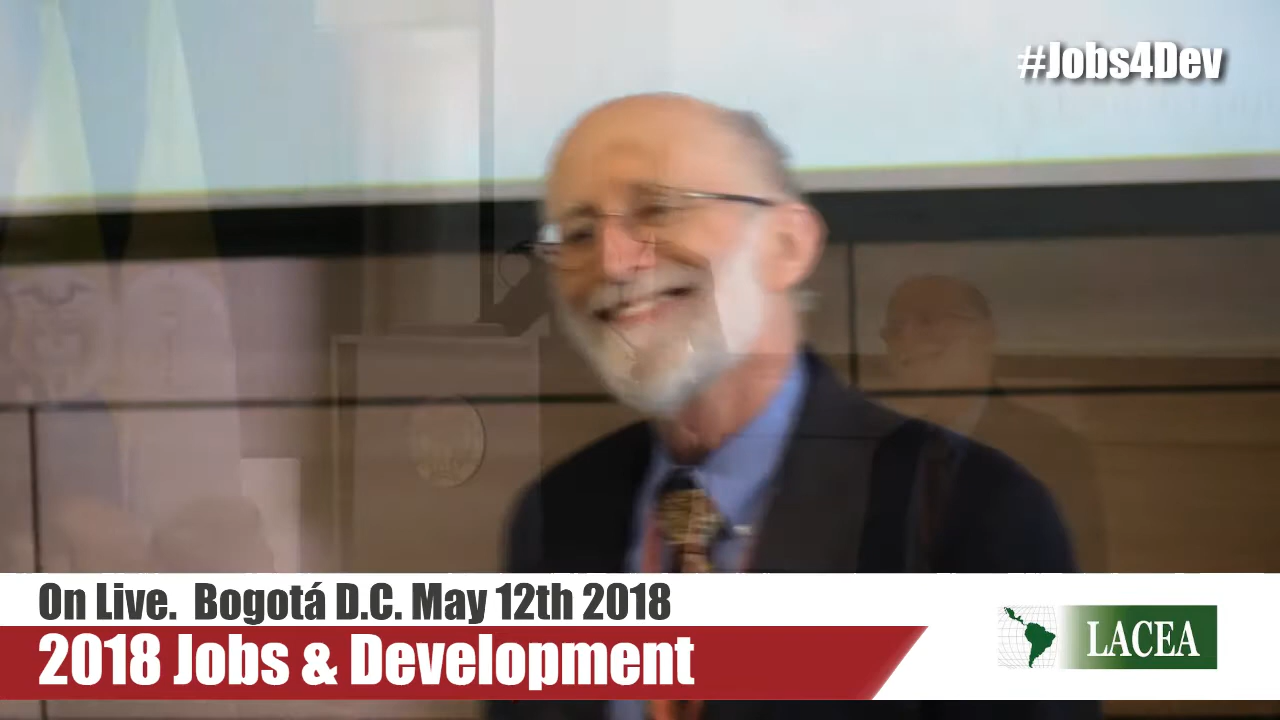 #Jobs4Dev
On Live. Bogotá D.C. May 12th 2018
2018 Jobs & Development
LACEA